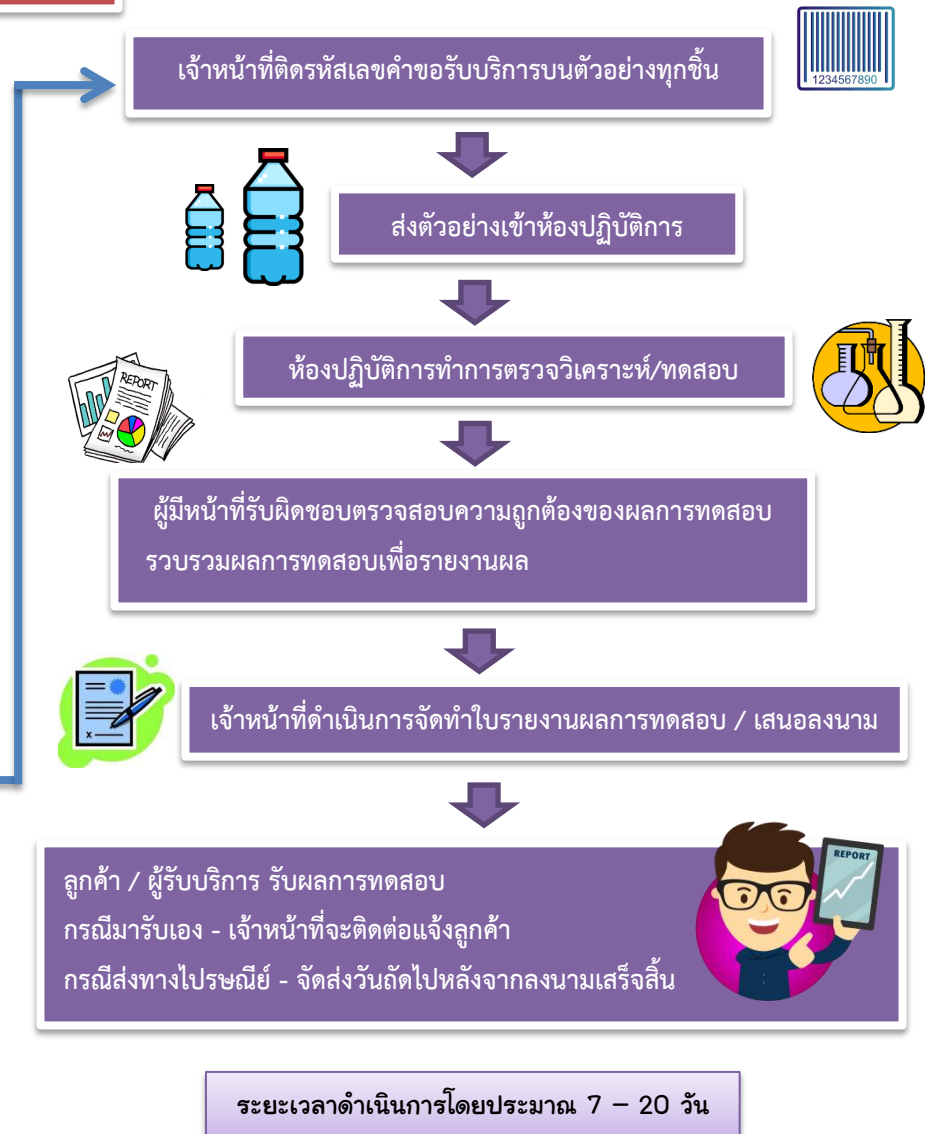 เจ้าหน้าที่ติดรหัสเลขคำขอรับบริการบนตัวอย่างทุกชิ้น
1234567890
ส่งตัวอย่างเข้าห้องปฏิบัติการ
ห้องปฏิบัติการทำการตรวจวิเคราะห์/ทดสอบ
REPORT
ผู้มีหน้าที่รับผิดชอบตรวจสอบความถูกต้องของผลการทดสอบ
รวบรวมผลการทดสอบเพื่อรายงานผล
เจ้าหน้าที่ดำเนินการจัดทำใบรายงานผลการทดสอบ / เสนอลงนาม
x
ลูกค้า / ผู้รับบริการ รับผลการทดสอบ
กรณีมารับเอง - เจ้าหน้าที่จะติดต่อแจ้งลูกค้า
กรณีส่งทางไปรษณีย์ - จัดส่งวันถัดไปหลังจากลงนามเสร็จสิ้น
REPORT
ระยะเวลาดำเนินการโดยประมาณ 7 – 20 วัน